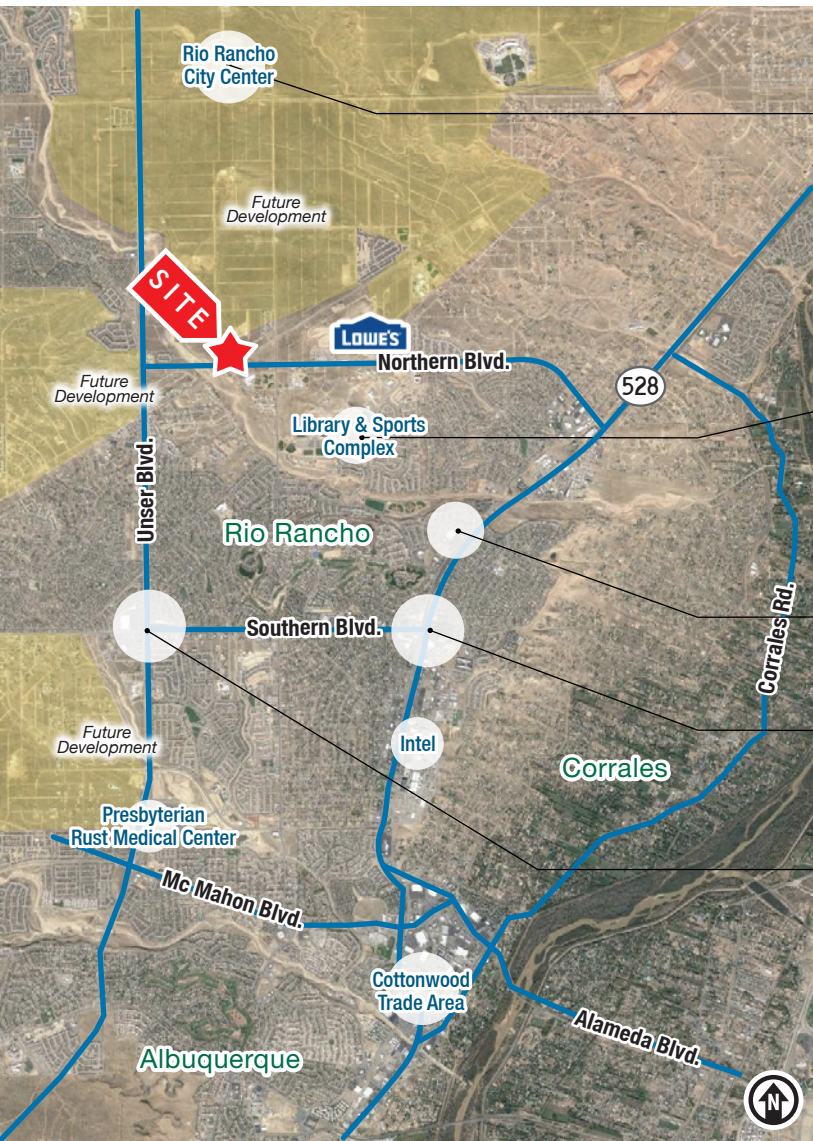 Rio Rancho
City Center
Future
Development
SITE
LOWE'S
Northern Blvd.
528
Future
Development
Library & Sports
Complex
Unser Blvd.
Rio Rancho
Southern Blvd.
Corrales Rd.
Future
Development
Intel
Corrales
Presbyterian
Rust Medical Center
Mc Mahon Blvd.
Cottonwood
Trade Area
Alameda Blvd.
Albuquerque
N